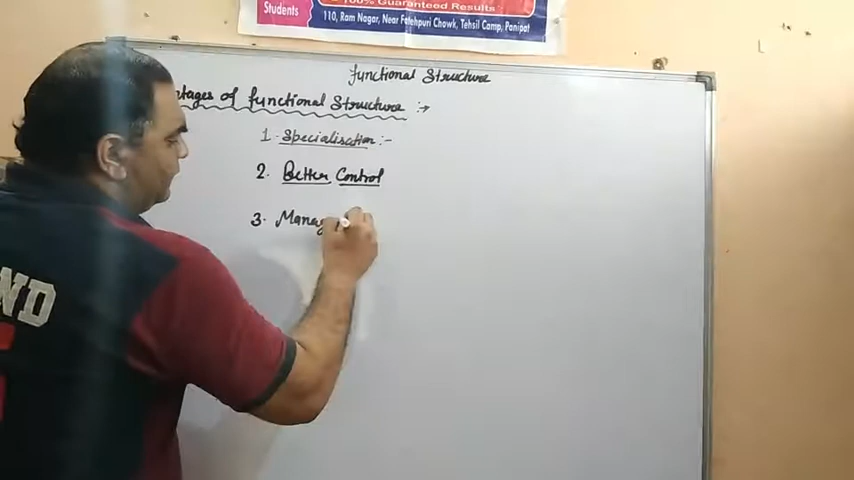 100% Guaranteed Results
Students
110, RAM Nagar, Near Fatehpuri Chowk, Tehsil Camp, Panipat
functional Structure
tages of functional Structure :→
1. Specialisation :-
2. Better Control
3. Manag
ND